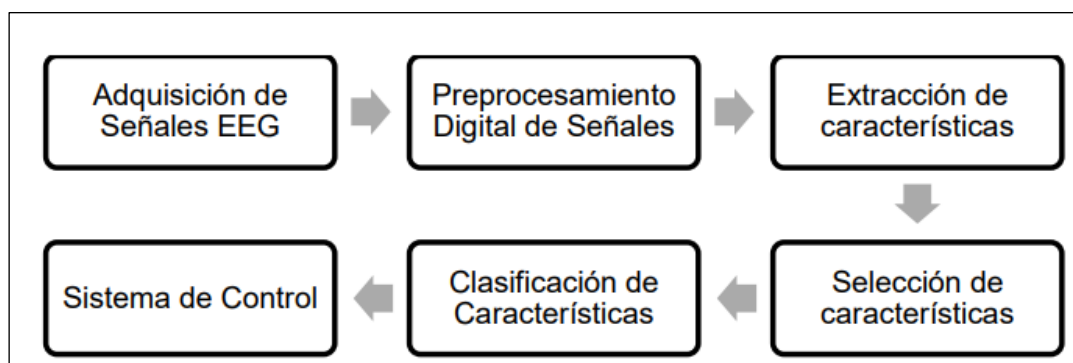 Adquisición de
Señales EEG
Preprocesamiento
Digital de Señales
Extracción de
características
Selección de
características
Clasificación de
Características
Sistema de Control